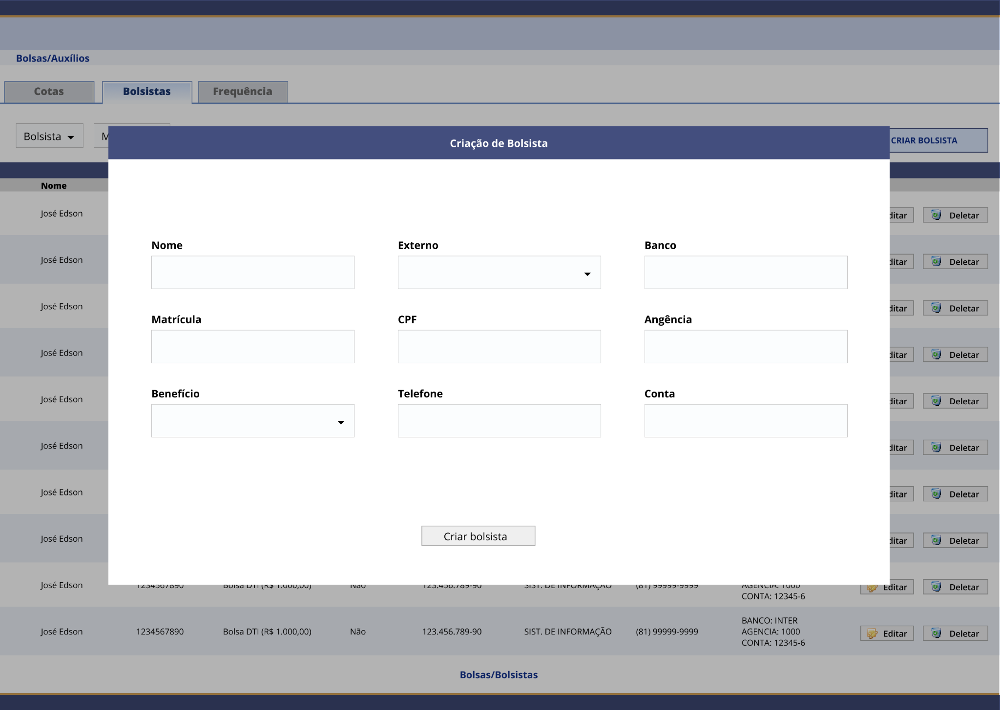 Bolsas/Auxílios
Cotas Bolsistas Frequência
Bolsista M CRIAR BOLSISTA
Criação de Bolsista
Nome
José Edson ditar Deletar
Nome Externo Banco
José Edson ditar Deletar
José Edson ditar Deletar
Matrícula CPF Angência
José Edson ditar Deletar
Benefício Telefone Conta
José Edson ditar Deletar
José Edson ditar Deletar
José Edson ditar Deletar
Criar bolsista
José Edson ditar Deletar
José Edson 1234567890 Bolsa DTI (R$ 1.000,00) Não 123.456.789-90 SIST. DE INFORMAÇÃO (81) 99999-9999 AGENCIA: 1000 Editar Deletar
CONTA: 12345-6
BANCO: INTER
José Edson 1234567890 Bolsa DTI (R$ 1.000,00) Não 123.456.789-90 SIST. DE INFORMAÇÃO (81) 99999-9999 AGENCIA: 1000 Editar Deletar
CONTA: 12345-6
Bolsas/Bolsistas